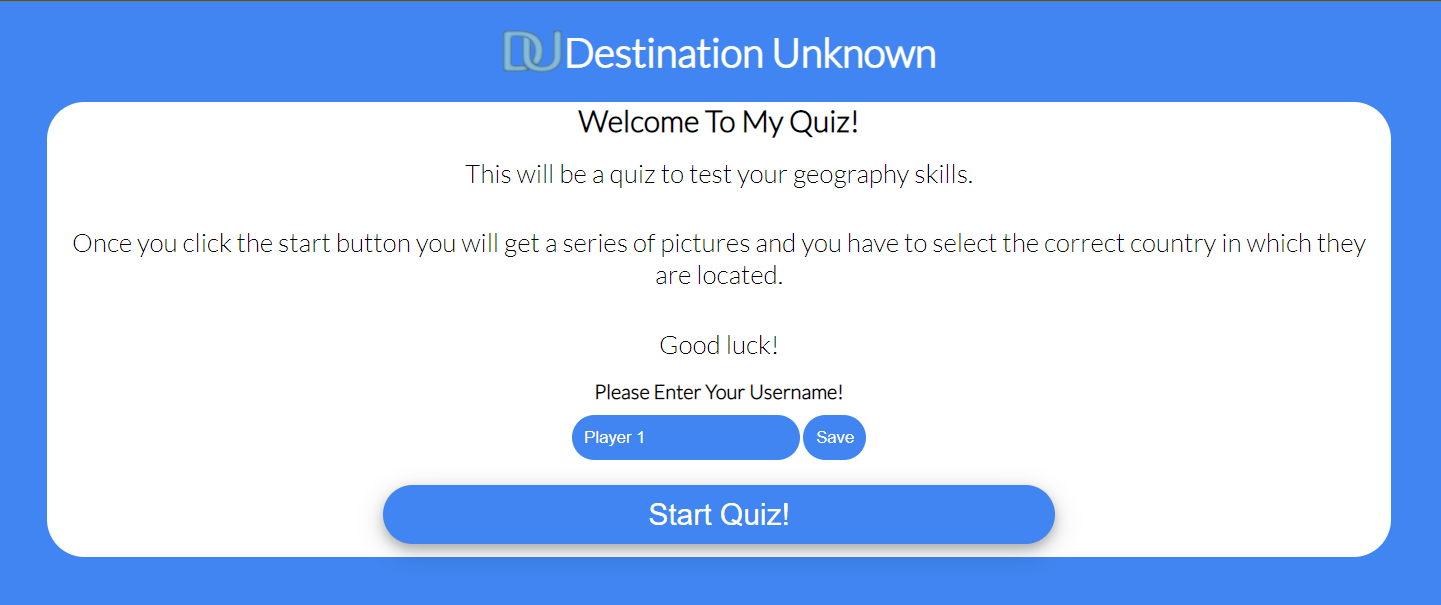 DU Destination Unknown
Welcome To My Quiz!
This will be a quiz to test your geography skills.
Once you click the start button you will get a series of pictures and you have to select the correct country in which they
are located.
Good luck!
Please Enter Your Username!
Player 1 Save
Start Quiz!